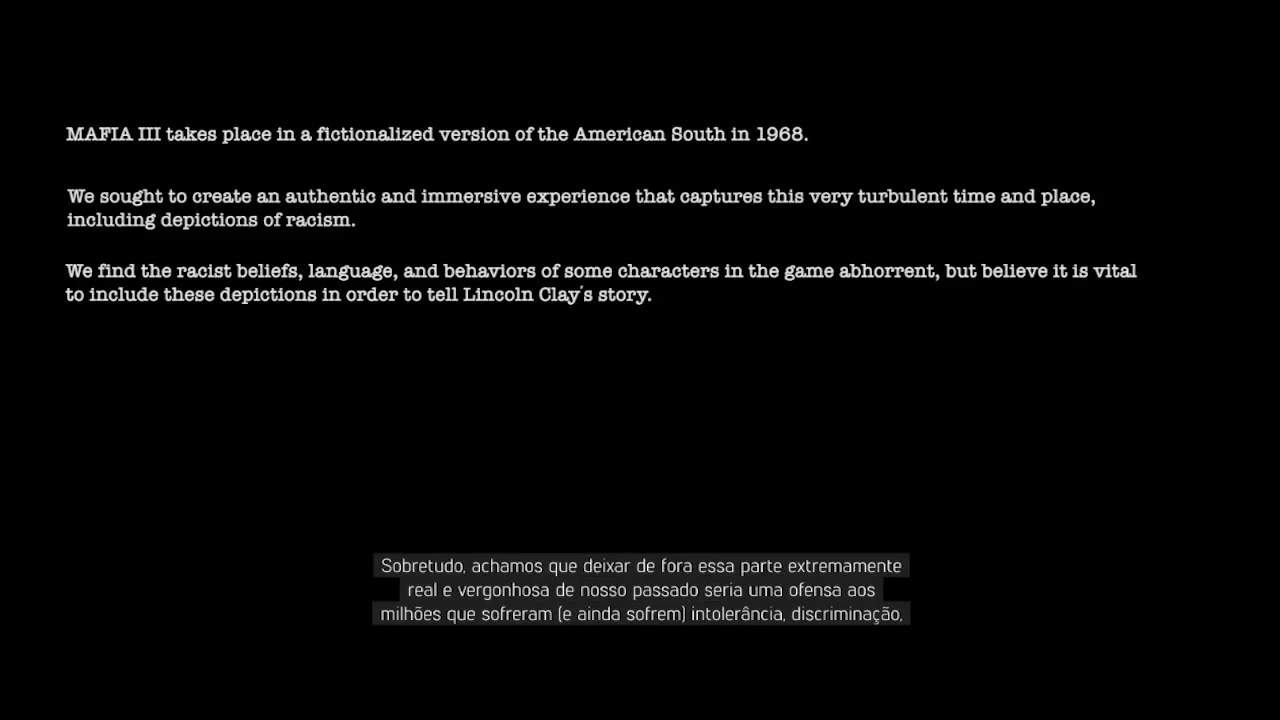 MAFIA III takes place in a fictionalized version of the American South in 1968.
We sought to create an authentic and immersive experience that captures this very turbulent time and place,
including depictions of racism.
We find the racist beliefs, language, and behaviors of some characters in the game abhorrent, but believe it is vital
to include these depictions in order to tell Lincoln Clay's story.
Sobretudo, achamos que deixar de fora essa parte extremamente
real e vergonhosa de nosso passado seria uma ofensa aos
milhões que sofreram (e ainda sofrem) intolerância, discriminação,